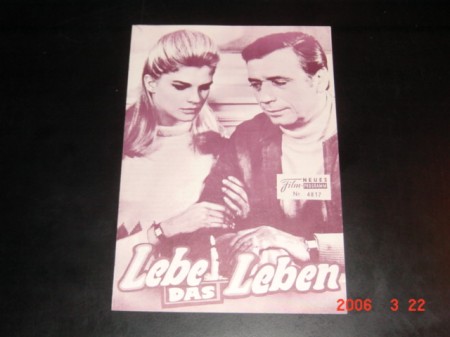 Film
NEUES
PROGRAMM
Nr. 4817
Lebe
DAS
Leben
2006 3 22